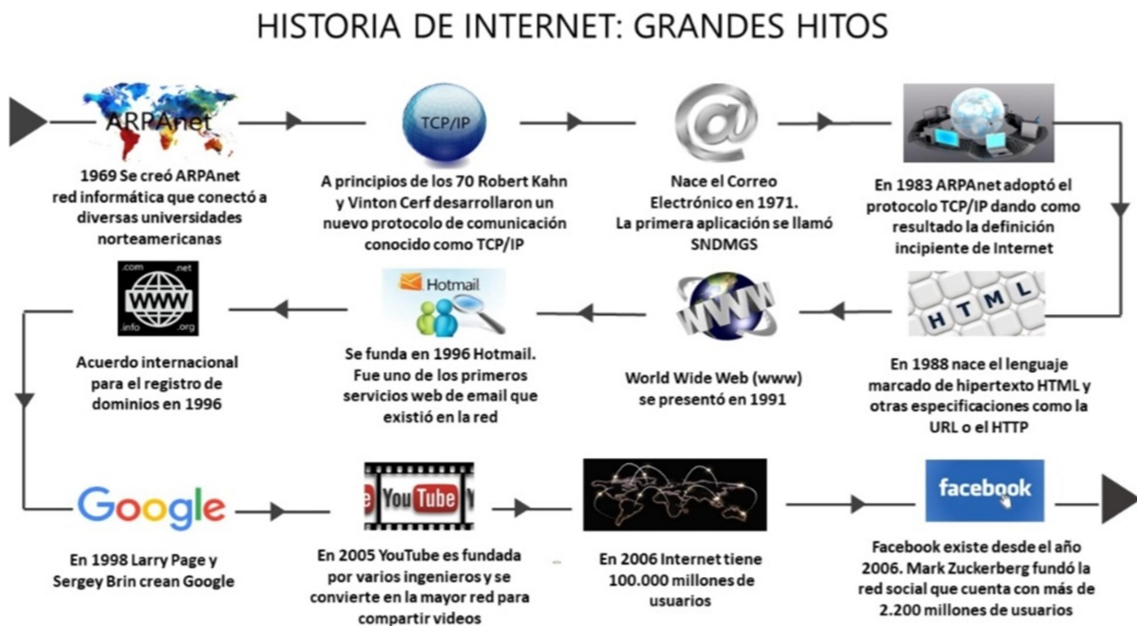 HISTORIA DE INTERNET: GRANDES HITOS
ARPAnet
1969 Se creó ARPAnet
red informática que conectó a
diversas universidades
norteamericanas
TCP/IP
A principios de los 70 Robert Kahn
y Vinton Cerf desarrollaron un
nuevo protocolo de comunicación
conocido como TCP/IP
@
Nace el Correo
Electrónico en 1971.
La primera aplicación se llamó
SNDMGS
En 1983 ARPAnet adoptó el
protocolo TCP/IP dando como
resultado la definición
incipiente de Internet
HTML
En 1988 nace el lenguaje
marcado de hipertexto HTML y
otras especificaciones como la
URL o el HTTP
WWW
World Wide Web (www)
se presentó en 1991
Hotmail
Se funda en 1996 Hotmail.
Fue uno de los primeros
servicios web de email que
existió en la red
.com .net
WWW
.info .org
Acuerdo internacional
para el registro de
dominios en 1996
Google
En 1998 Larry Page y
Sergey Brin crean Google
e YouTube Y
En 2005 YouTube es fundada
por varios ingenieros y se
convierte en la mayor red para
compartir videos
En 2006 Internet tiene
100.000 millones de
usuarios
facebook
Facebook existe desde el año
2006. Mark Zuckerberg fundó la
red social que cuenta con más de
2.200 millones de usuarios